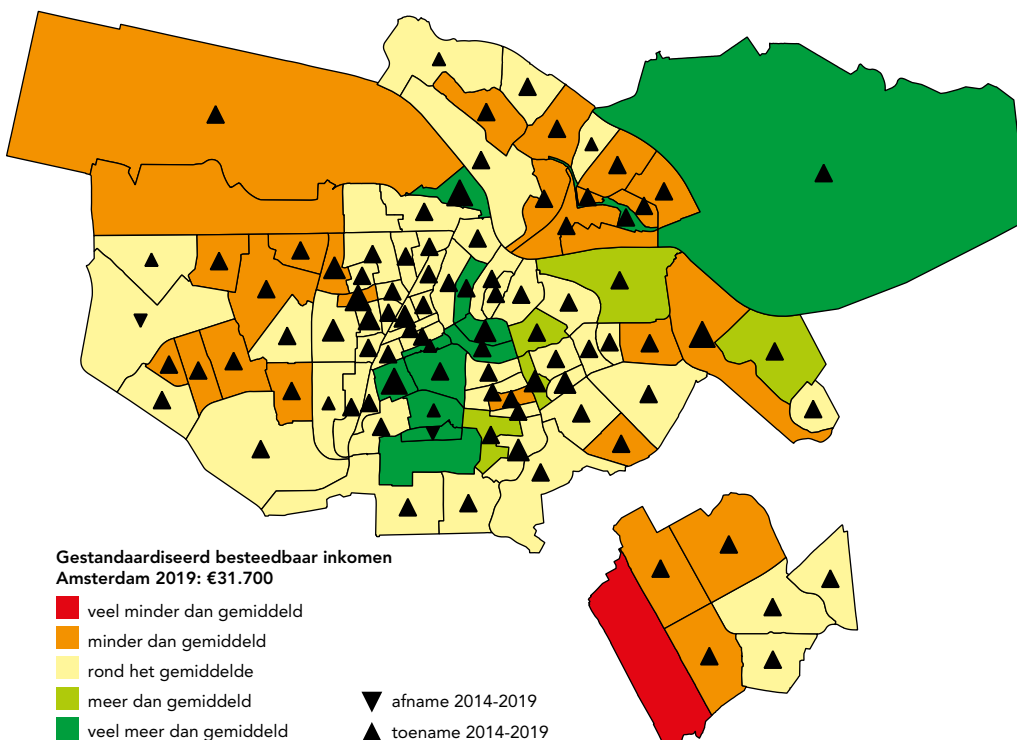 Gestandaardiseerd besteedbaar inkomen
Amsterdam 2019: €31.700
veel minder dan gemiddeld
minder dan gemiddeld
rond het gemiddelde
meer dan gemiddeld
veel meer dan gemiddeld
afname 2014-2019
toename 2014-2019